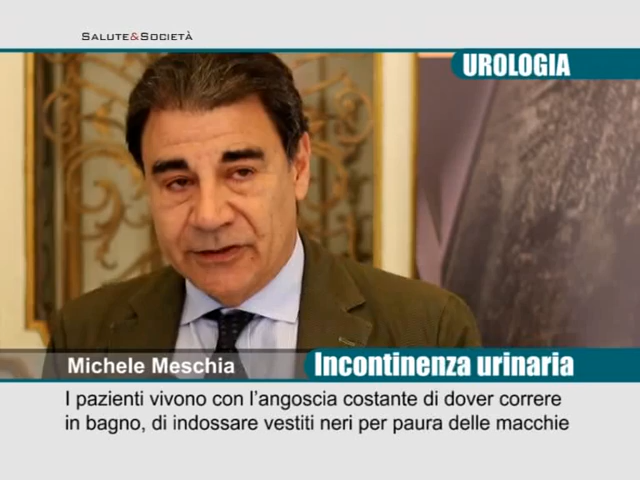 SALUTE&SOCIETÀ
UROLOGIA
Michele Meschia
Incontinenza urinaria
I pazienti vivono con l'angoscia costante di dover correre
in bagno, di indossare vestiti neri per paura delle macchie